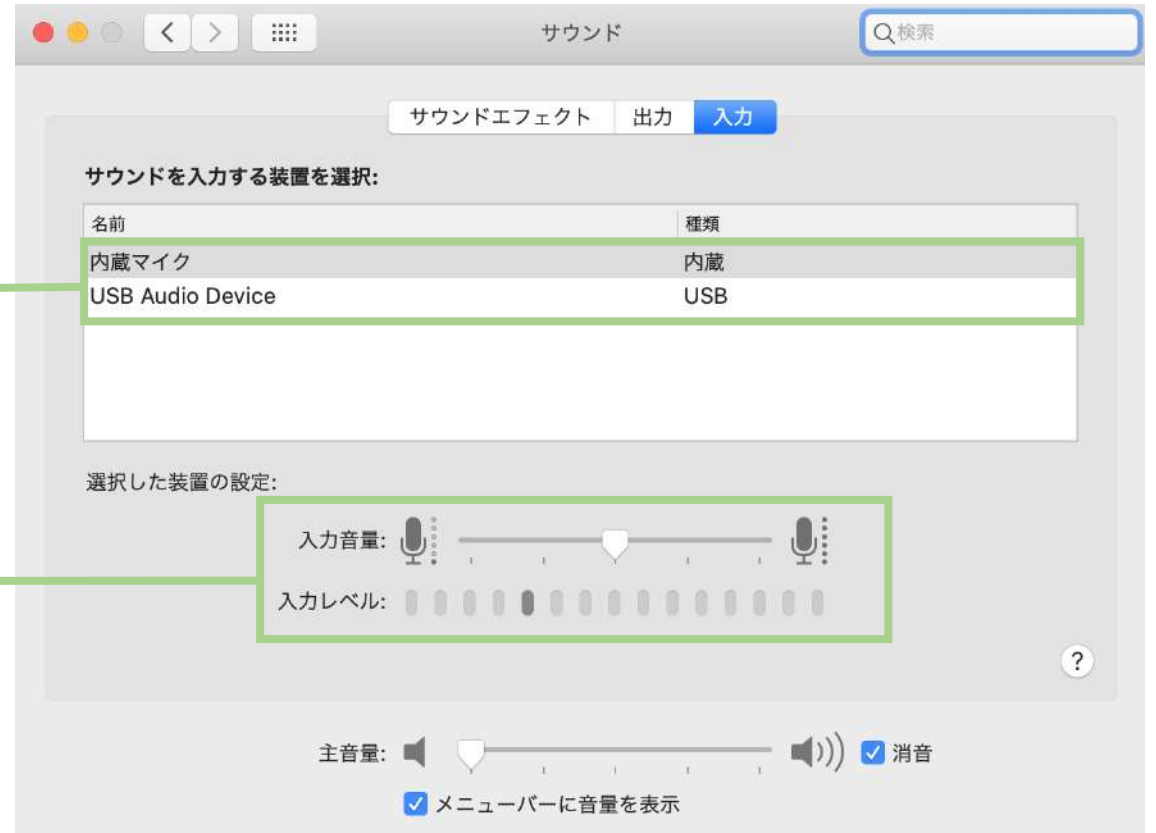 サウンド
検索
サウンドエフェクト 出力 入力
サウンドを入力する装置を選択:
名前 種類
内蔵マイク 内蔵
USB Audio Device USB
選択した装置の設定:
入力音量:
入力レベル:
?
主音量: 消音
メニューバーに音量を表示